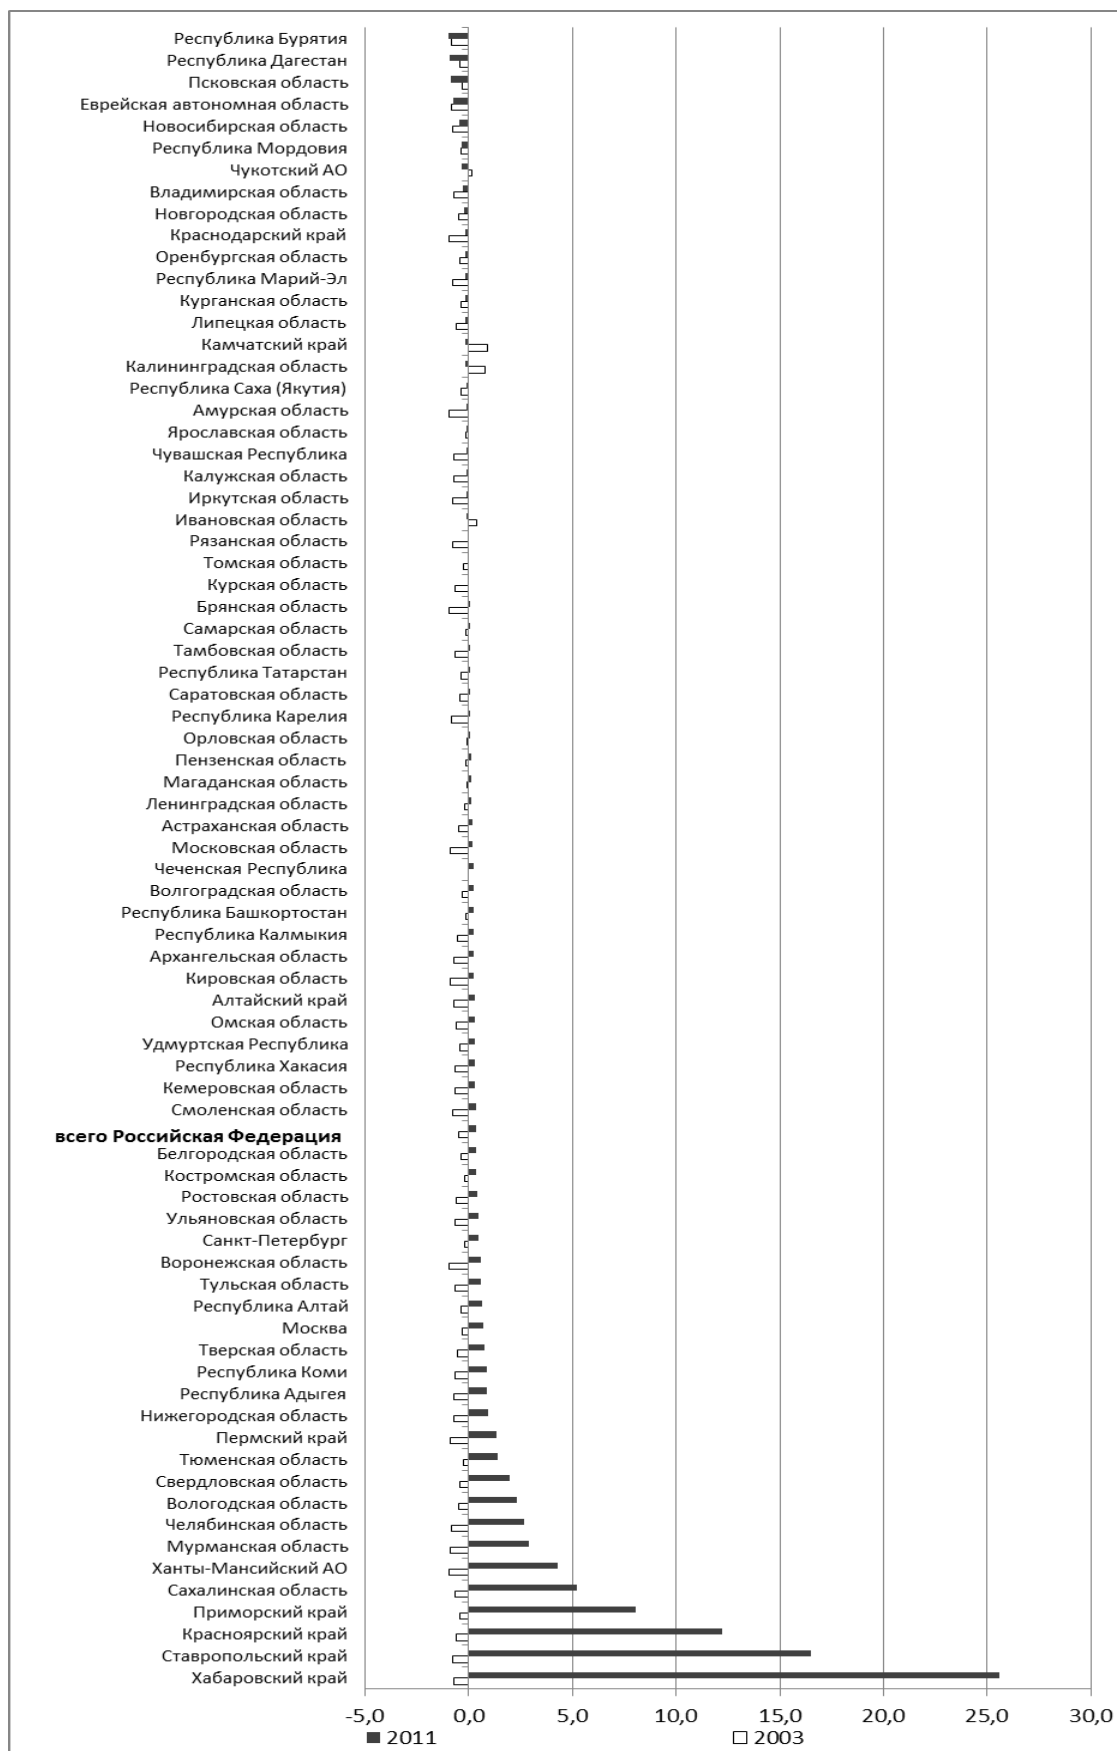 Республика Бурятия
Республика Дагестан
Псковская область
Еврейская автономная область
Новосибирская область
Республика Мордовия
Чукотский АО
Владимирская область
Новгородская область
Краснодарский край
Оренбургская область
Республика Марий-Эл
Курганская область
Липецкая область
Камчатский край
Калининградская область
Республика Саха (Якутия)
Амурская область
Ярославская область
Чувашская Республика
Калужская область
Иркутская область
Ивановская область
Рязанская область
Томская область
Курская область
Брянская область
Самарская область
Тамбовская область
Республика Татарстан
Саратовская область
Республика Карелия
Орловская область
Пензенская область
Магаданская область
Ленинградская область
Астраханская область
Московская область
Чеченская Республика
Волгоградская область
Республика Башкортостан
Республика Калмыкия
Архангельская область
Кировская область
Алтайский край
Омская область
Удмуртская Республика
Республика Хакасия
Кемеровская область
Смоленская область
всего Российская Федерация
Белгородская область
Костромская область
Ростовская область
Ульяновская область
Санкт-Петербург
Воронежская область
Тульская область
Республика Алтай
Москва
Тверская область
Республика Коми
Республика Адыгея
Нижегородская область
Пермский край
Тюменская область
Свердловская область
Вологодская область
Челябинская область
Мурманская область
Ханты-Мансийский АО
Сахалинская область
Приморский край
Красноярский край
Ставропольский край
Хабаровский край
-5,0 0,0 5,0 10,0 15,0 20,0 25,0 30,0
2011 2003